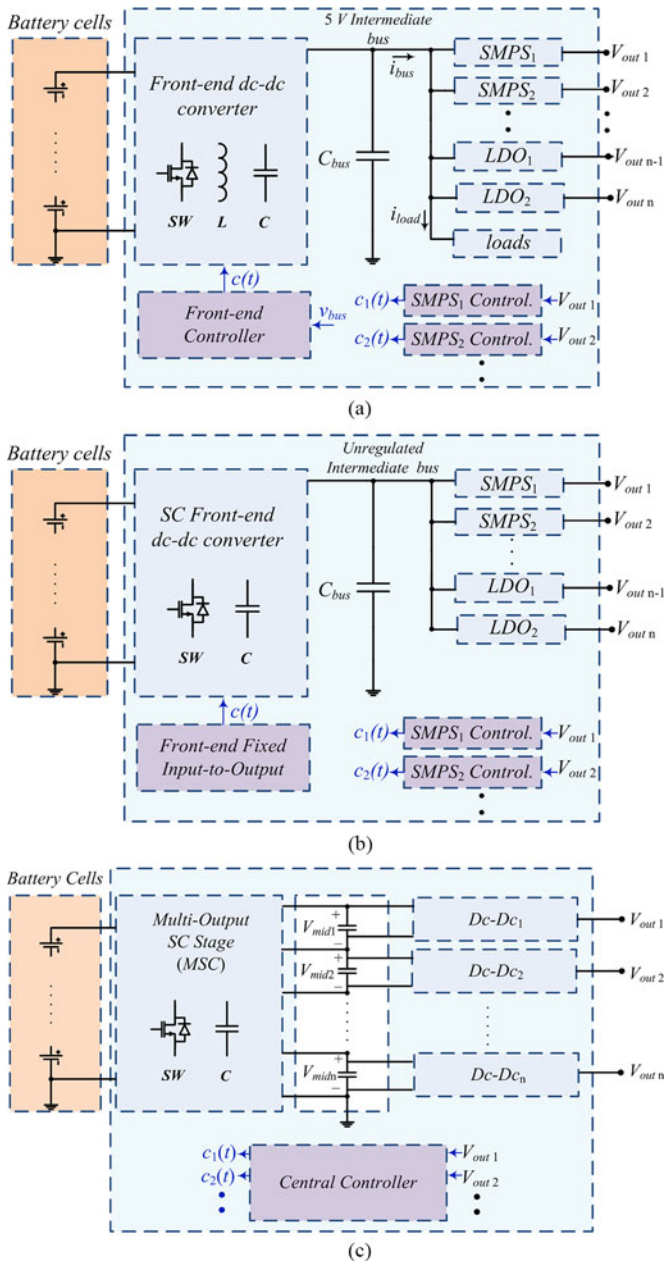 Battery cells
5 V Intermediate
bus
Front-end dc-dc
converter
SW L C
C_bus
i_bus
SMPS₁
V_out 1
SMPS₂
V_out 2
LDO₁
V_out n-1
LDO₂
V_out n
i_load
loads
c(t)
Front-end
Controller
v_bus
c₁(t)
SMPS₁ Control.
V_out 1
c₂(t)
SMPS₂ Control.
V_out 2
(a)
Battery cells
Unregulated
Intermediate bus
SC Front-end
dc-dc converter
SW C
C_bus
SMPS₁
V_out 1
SMPS₂
V_out 2
LDO₁
V_out n-1
LDO₂
V_out n
c(t)
Front-end Fixed
Input-to-Output
c₁(t)
SMPS₁ Control.
V_out 1
c₂(t)
SMPS₂ Control.
V_out 2
(b)
Battery Cells
Multi-Output
SC Stage
(MSC)
SW C
+
V_mid1
−
+
V_mid2
−
+
V_midn
−
Dc-Dc₁
V_out 1
Dc-Dc₂
V_out 2
Dc-Dcₙ
V_out n
c₁(t)
c₂(t)
Central Controller
V_out 1
V_out 2
(c)